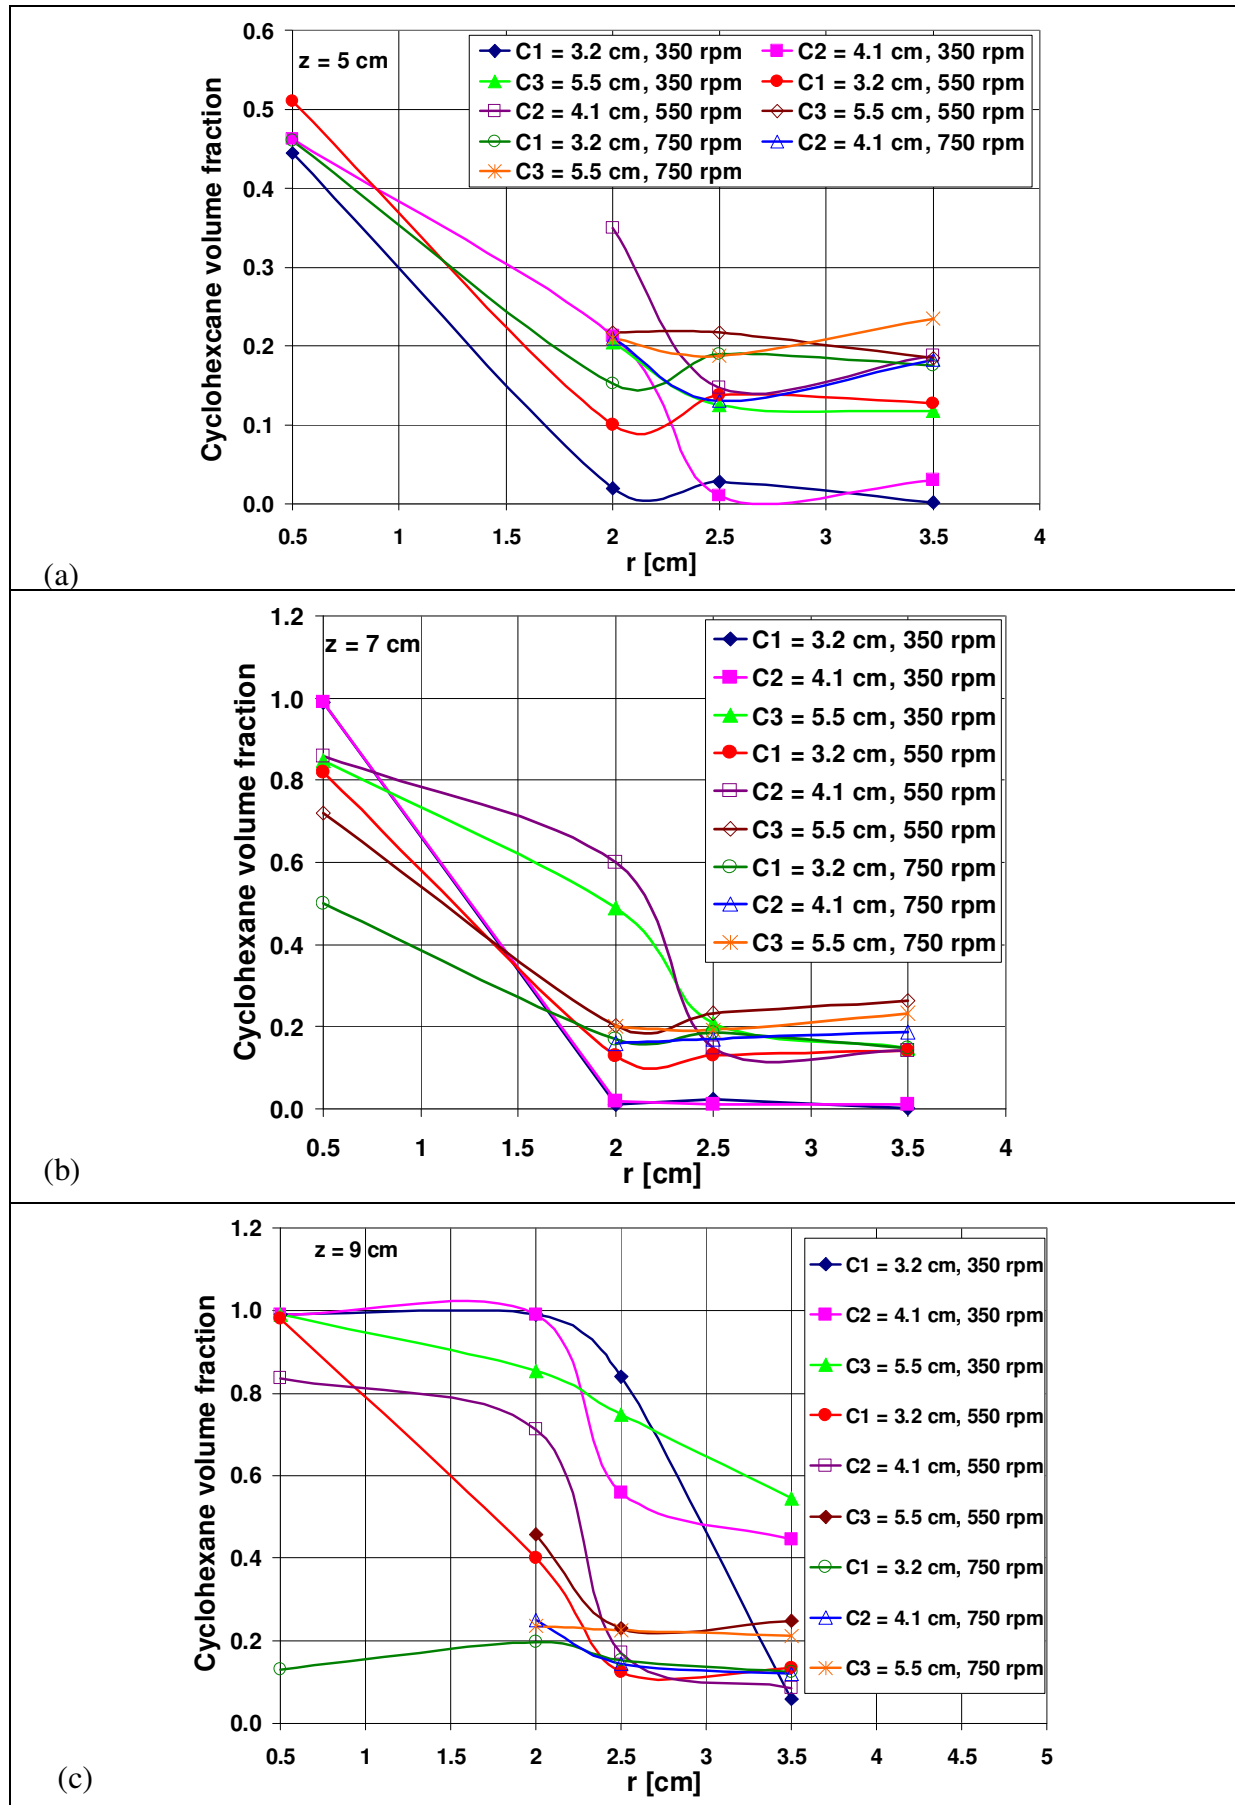 0.6
z = 5 cm
C1 = 3.2 cm, 350 rpm
C2 = 4.1 cm, 350 rpm
C3 = 5.5 cm, 350 rpm
C1 = 3.2 cm, 550 rpm
C2 = 4.1 cm, 550 rpm
C3 = 5.5 cm, 550 rpm
C1 = 3.2 cm, 750 rpm
C2 = 4.1 cm, 750 rpm
C3 = 5.5 cm, 750 rpm
0.5
0.4
0.3
0.2
0.1
0.0
Cyclohexcane volume fraction
0.5 1 1.5 2 2.5 3 3.5 4
r [cm]
(a)
1.2
z = 7 cm
C1 = 3.2 cm, 350 rpm
C2 = 4.1 cm, 350 rpm
C3 = 5.5 cm, 350 rpm
C1 = 3.2 cm, 550 rpm
C2 = 4.1 cm, 550 rpm
C3 = 5.5 cm, 550 rpm
C1 = 3.2 cm, 750 rpm
C2 = 4.1 cm, 750 rpm
C3 = 5.5 cm, 750 rpm
1.0
0.8
0.6
0.4
0.2
0.0
Cyclohexane volume fraction
0.5 1 1.5 2 2.5 3 3.5 4
r [cm]
(b)
1.2
z = 9 cm
C1 = 3.2 cm, 350 rpm
C2 = 4.1 cm, 350 rpm
C3 = 5.5 cm, 350 rpm
C1 = 3.2 cm, 550 rpm
C2 = 4.1 cm, 550 rpm
C3 = 5.5 cm, 550 rpm
C1 = 3.2 cm, 750 rpm
C2 = 4.1 cm, 750 rpm
C3 = 5.5 cm, 750 rpm
1.0
0.8
0.6
0.4
0.2
0.0
Cyclohexane volume fraction
0.5 1 1.5 2 2.5 3 3.5 4 4.5 5
r [cm]
(c)